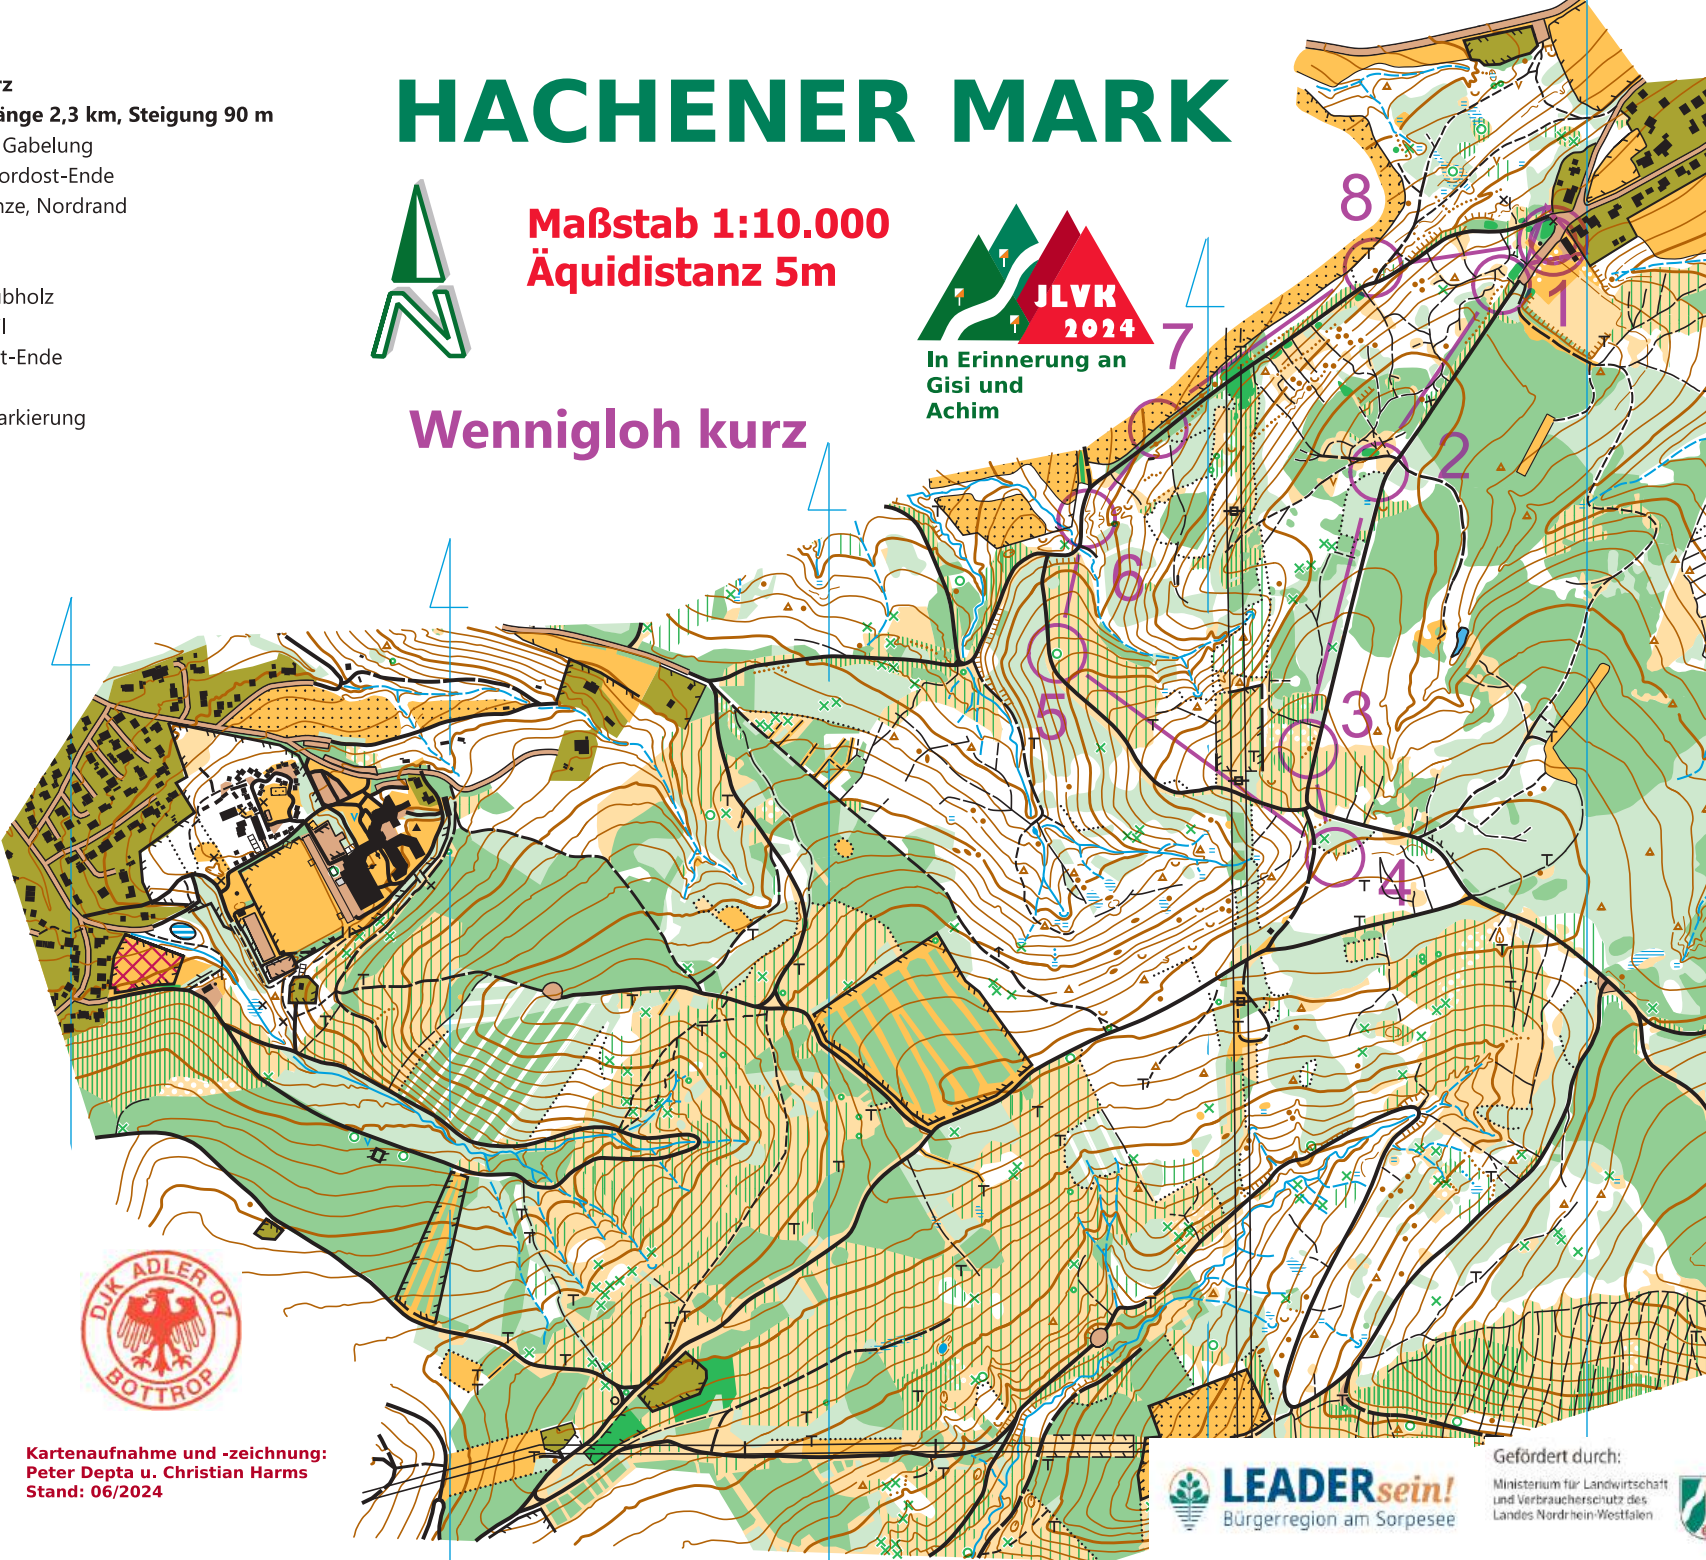 rz
änge 2,3 km, Steigung 90 m
Gabelung
ordost-Ende
nze, Nordrand
bholz
l
t-Ende
arkierung
HACHENER MARK
Maßstab 1:10.000
Äquidistanz 5m
N
JLVK
2024
In Erinnerung an
Gisi und
Achim
Wennigloh kurz
8
1
7
2
6
5
3
4
DJK ADLER 07
BOTTROP
Kartenaufnahme und -zeichnung:
Peter Depta u. Christian Harms
Stand: 06/2024
LEADERsein!
Bürgerregion am Sorpesee
Gefördert durch:
Ministerium für Landwirtschaft
und Verbraucherschutz des
Landes Nordrhein-Westfalen